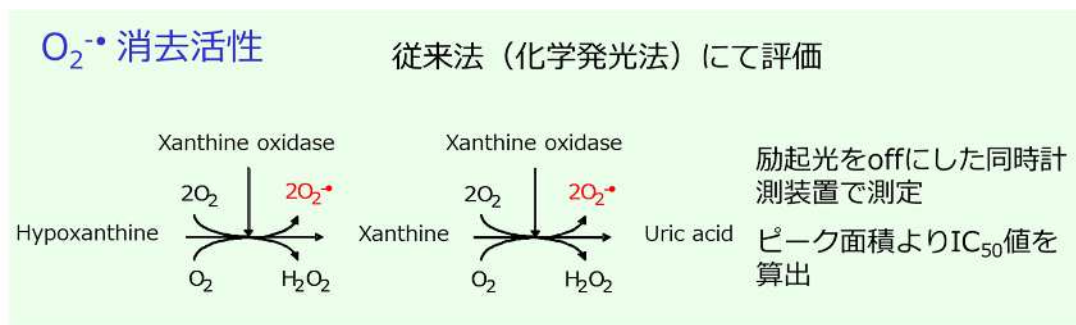 O₂⁻• 消去活性
従来法（化学発光法）にて評価
Xanthine oxidase
Xanthine oxidase
2O₂
2O₂⁻•
2O₂
2O₂⁻•
Hypoxanthine
Xanthine
Uric acid
O₂
H₂O₂
O₂
H₂O₂
励起光をoffにした同時計
測装置で測定
ピーク面積よりIC₅₀値を
算出